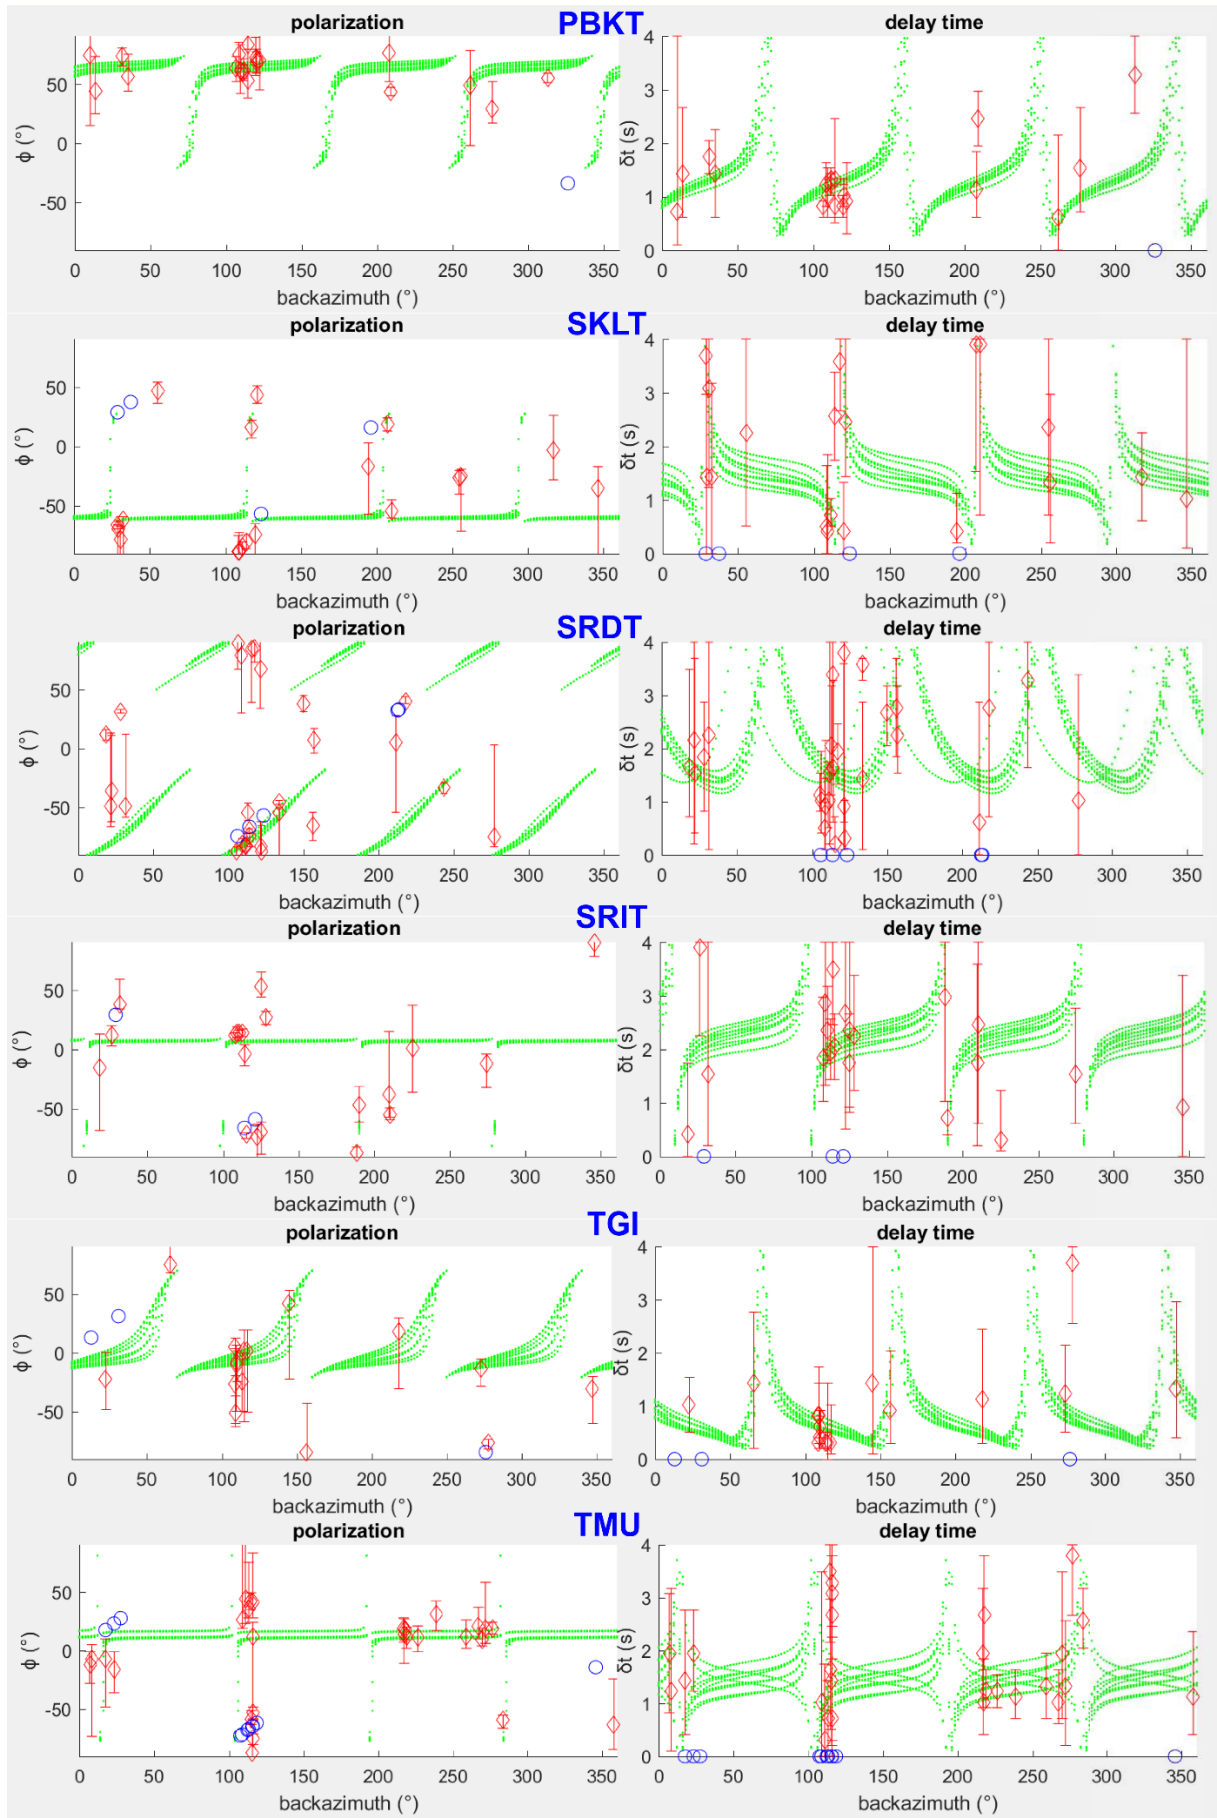 polarization PBKT delay time
50
0
-50
ϕ (°)
0 50 100 150 200 250 300 350
backazimuth (°)
4
3
2
1
0
δt (s)
0 50 100 150 200 250 300 350
backazimuth (°)
polarization SKLT delay time
50
0
-50
ϕ (°)
0 50 100 150 200 250 300 350
backazimuth (°)
4
3
2
1
0
δt (s)
0 50 100 150 200 250 300 350
backazimuth (°)
polarization SRDT delay time
50
0
-50
ϕ (°)
0 50 100 150 200 250 300 350
backazimuth (°)
4
3
2
1
0
δt (s)
0 50 100 150 200 250 300 350
backazimuth (°)
polarization SRIT delay time
50
0
-50
ϕ (°)
0 50 100 150 200 250 300 350
backazimuth (°)
4
3
2
1
0
δt (s)
0 50 100 150 200 250 300 350
backazimuth (°)
polarization TGI delay time
50
0
-50
ϕ (°)
0 50 100 150 200 250 300 350
backazimuth (°)
4
3
2
1
0
δt (s)
0 50 100 150 200 250 300 350
backazimuth (°)
polarization TMU delay time
50
0
-50
ϕ (°)
0 50 100 150 200 250 300 350
backazimuth (°)
4
3
2
1
0
δt (s)
0 50 100 150 200 250 300 350
backazimuth (°)